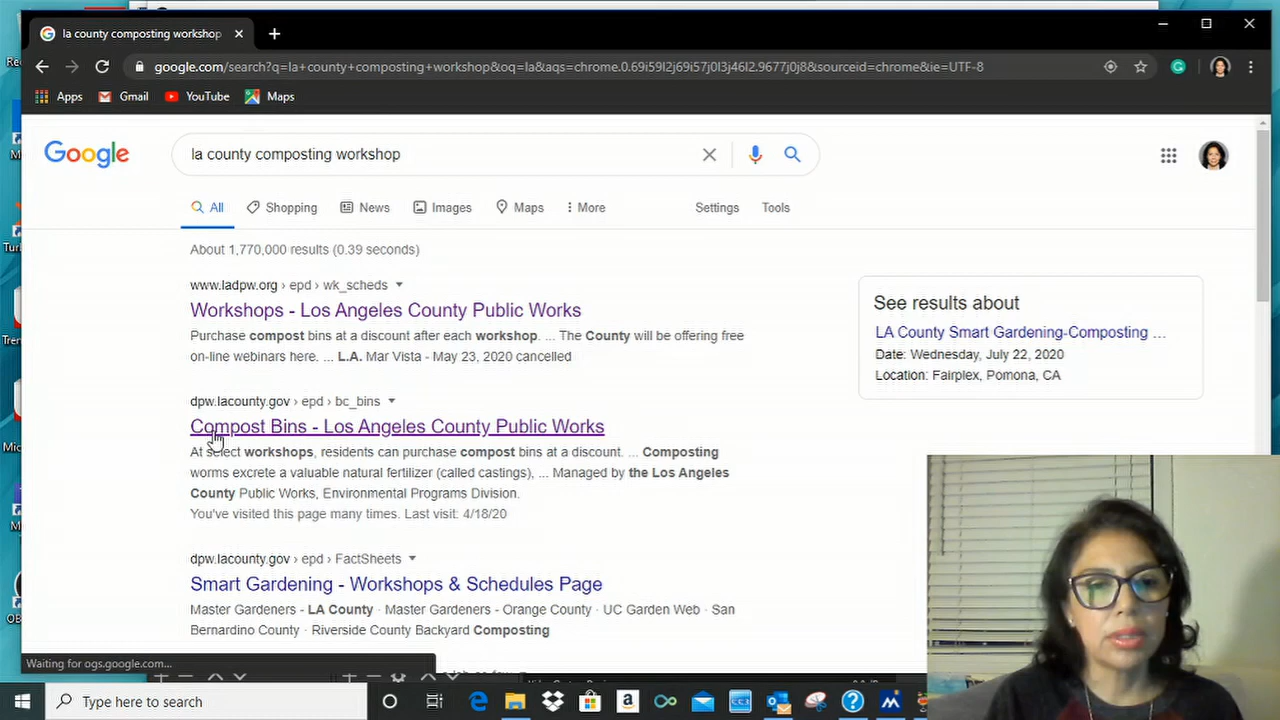 la county composting workshop
google.com/search?q=la+county+composting+workshop&oq=la&aqs=chrome.0.69i59l2j69i57j0l3j46l2.9677j0j8&sourceid=chrome&ie=UTF-8
Apps Gmail YouTube Maps
Google la county composting workshop
All Shopping News Images Maps More Settings Tools
About 1,770,000 results (0.39 seconds)
www.ladpw.org › epd › wk_scheds
Workshops - Los Angeles County Public Works
Purchase compost bins at a discount after each workshop. ... The County will be offering free
on-line webinars here. ... L.A. Mar Vista - May 23, 2020 cancelled
See results about
LA County Smart Gardening-Composting ...
Date: Wednesday, July 22, 2020
Location: Fairplex, Pomona, CA
dpw.lacounty.gov › epd › bc_bins
Compost Bins - Los Angeles County Public Works
At select workshops, residents can purchase compost bins at a discount. ... Composting
worms excrete a valuable natural fertilizer (called castings), ... Managed by the Los Angeles
County Public Works, Environmental Programs Division.
You've visited this page many times. Last visit: 4/18/20
dpw.lacounty.gov › epd › FactSheets
Smart Gardening - Workshops & Schedules Page
Master Gardeners - LA County · Master Gardeners - Orange County · UC Garden Web · San
Bernardino County · Riverside County Backyard Composting
Waiting for ogs.google.com...
Type here to search